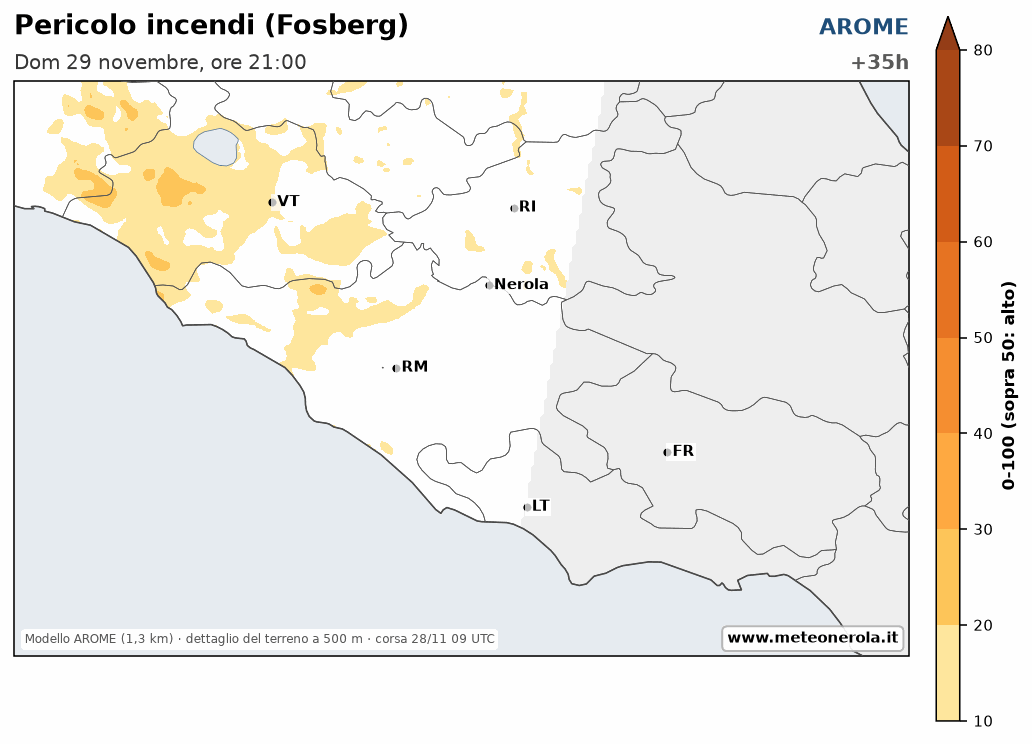 Pericolo incendi (Fosberg)
AROME
Dom 29 novembre, ore 21:00
+35h
80
70
60
50
40
30
20
10
0-100 (sopra 50: alto)
VT
RI
Nerola
RM
FR
LT
Modello AROME (1,3 km) · dettaglio del terreno a 500 m · corsa 28/11 09 UTC
www.meteonerola.it